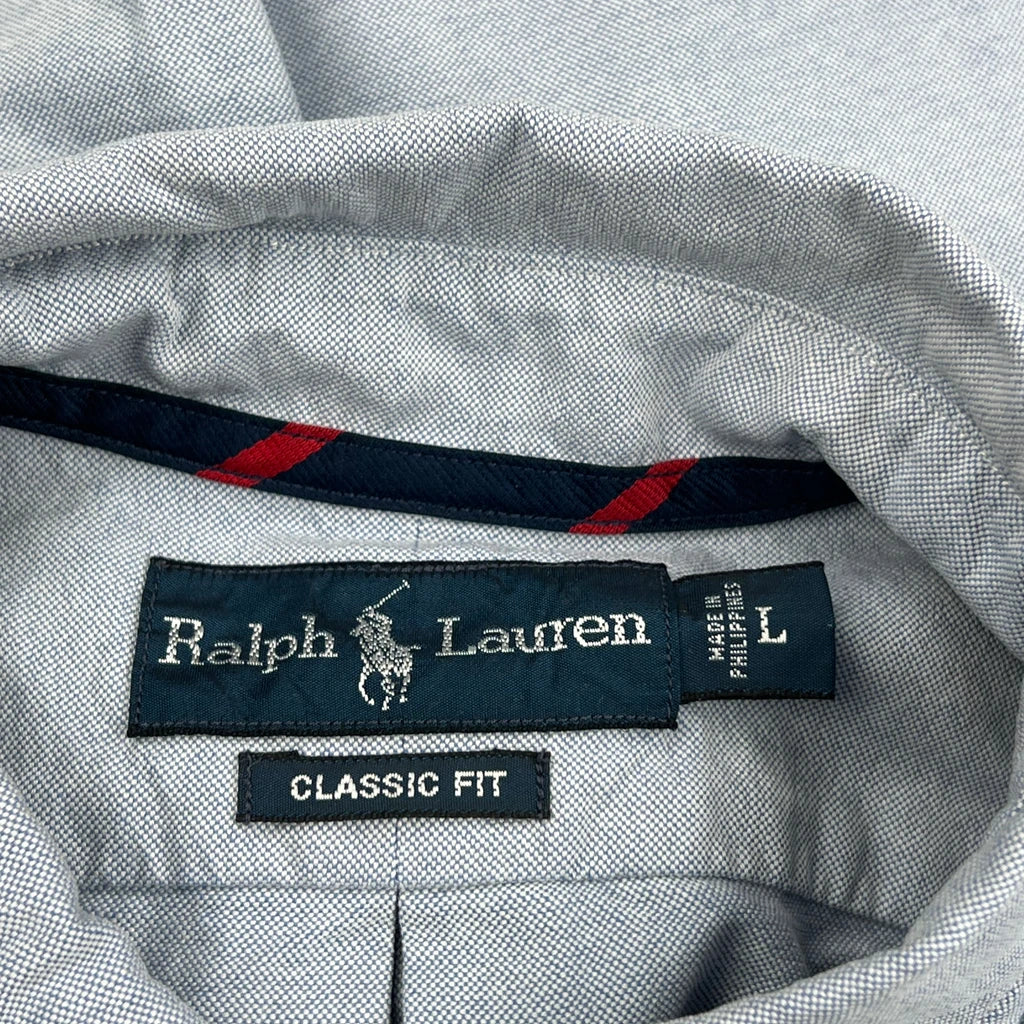 Ralph Lauren
MADE IN
PHILIPPINES
L
CLASSIC FIT